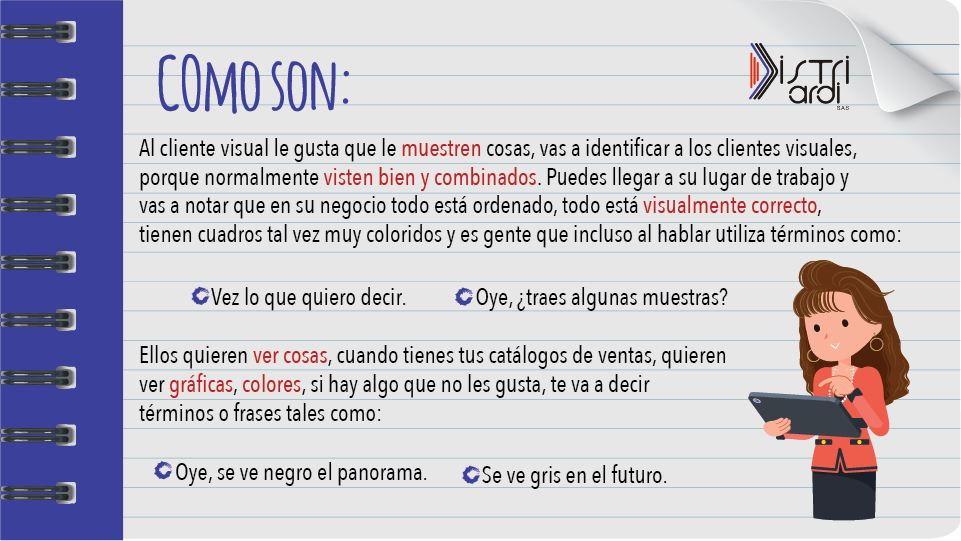 COMO SON:
Distri
ardi
SAS
Al cliente visual le gusta que le muestren cosas, vas a identificar a los clientes visuales,
porque normalmente visten bien y combinados. Puedes llegar a su lugar de trabajo y
vas a notar que en su negocio todo está ordenado, todo está visualmente correcto,
tienen cuadros tal vez muy coloridos y es gente que incluso al hablar utiliza términos como:
Vez lo que quiero decir.
Oye, ¿traes algunas muestras?
Ellos quieren ver cosas, cuando tienes tus catálogos de ventas, quieren
ver gráficas, colores, si hay algo que no les gusta, te va a decir
términos o frases tales como:
Oye, se ve negro el panorama.
Se ve gris en el futuro.